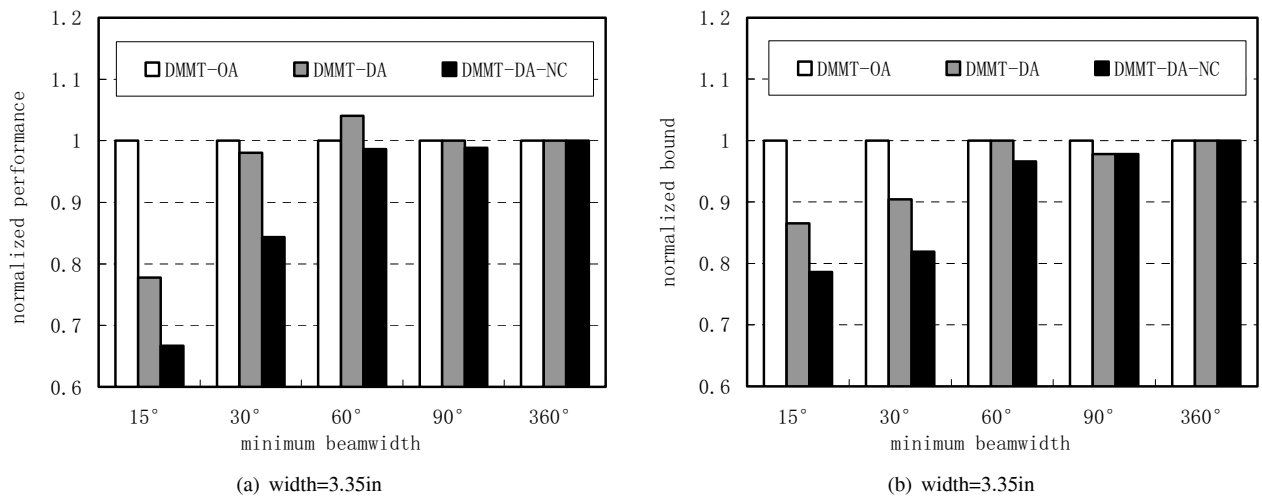 1.2
1.1
1
0.9
0.8
0.7
0.6
normalized performance
DMMT-OA DMMT-DA DMMT-DA-NC
15° 30° 60° 90° 360°
minimum beamwidth
(a) width=3.35in
1.2
1.1
1
0.9
0.8
0.7
0.6
normalized bound
DMMT-OA DMMT-DA DMMT-DA-NC
15° 30° 60° 90° 360°
minimum beamwidth
(b) width=3.35in